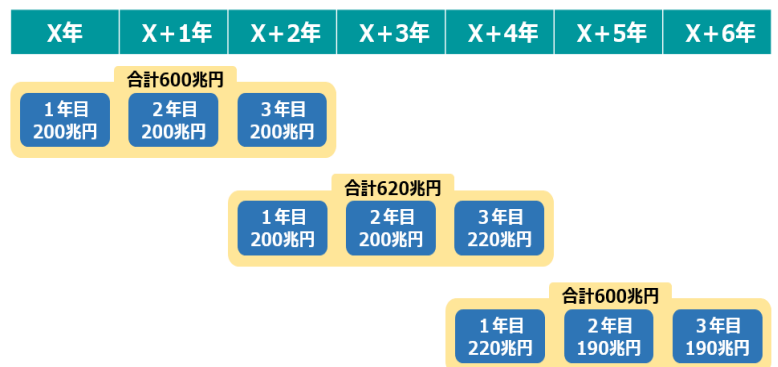 X年 X+1年 X+2年 X+3年 X+4年 X+5年 X+6年
合計600兆円
1年目 2年目 3年目
200兆円 200兆円 200兆円
合計620兆円
1年目 2年目 3年目
200兆円 200兆円 220兆円
合計600兆円
1年目 2年目 3年目
220兆円 190兆円 190兆円